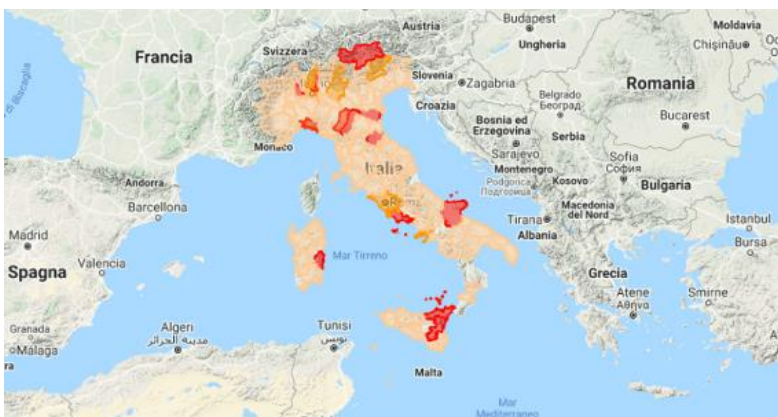 Francia
Svizzera
Austria
Budapest
Ungheria
Moldavia
Chișinău
Slovenia
Zagabria
Croazia
Romania
Belgrado
Београд
Bucarest
Bosnia ed
Erzegovina
Serbia
Sarajevo
Monaco
Italia
Montenegro
Podgorica
Подгорица
Kosovo
Sofia
София
Bulgaria
Andorra
Barcellona
Roma
Macedonia
del Nord
Tirana
Albania
Istanbul
Bursa
Madrid
Spagna
Valencia
Mar Tirreno
Grecia
Atene
Αθήνα
Smirne
Granada
Málaga
Algeri
مدينة الجزائر
Tunisi
تونس
Malta
Mar
Mediterraneo